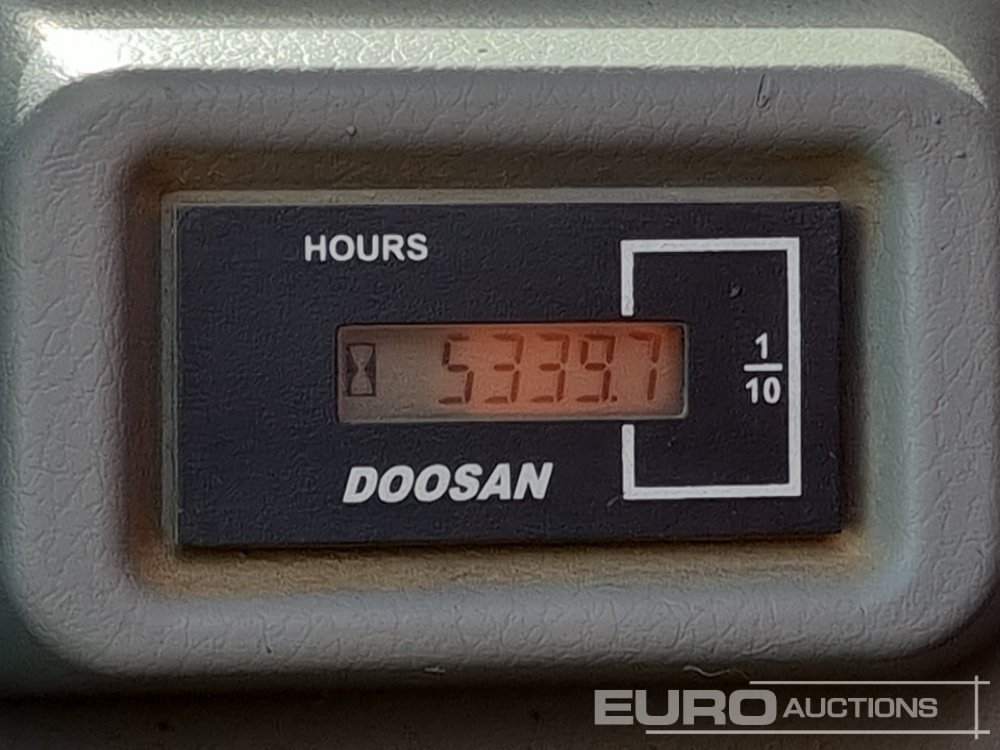 HOURS
5339.7
1
10
DOOSAN
EURO AUCTIONS